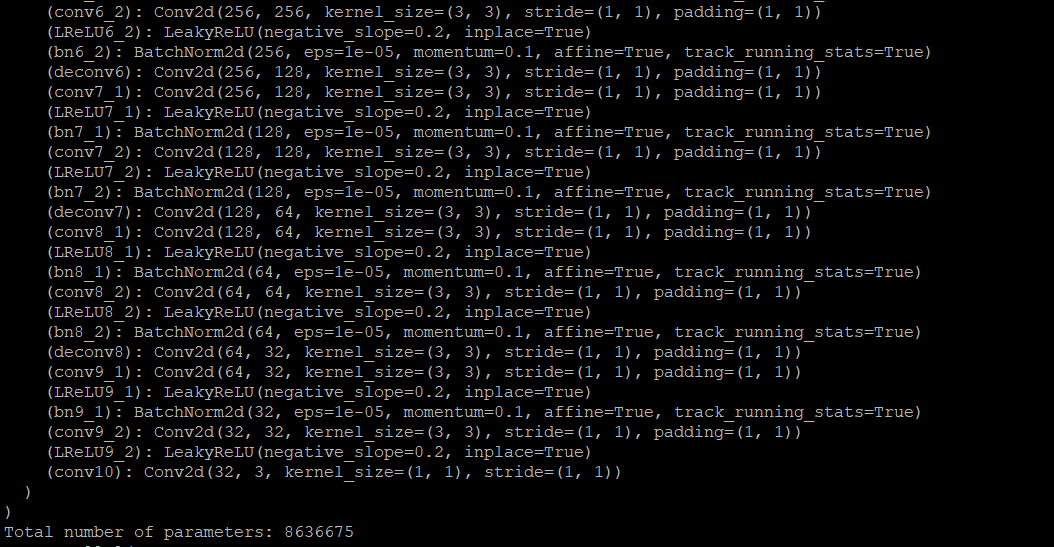 (conv6_2): Conv2d(256, 256, kernel_size=(3, 3), stride=(1, 1), padding=(1, 1))
(LReLU6_2): LeakyReLU(negative_slope=0.2, inplace=True)
(bn6_2): BatchNorm2d(256, eps=1e-05, momentum=0.1, affine=True, track_running_stats=True)
(deconv6): Conv2d(256, 128, kernel_size=(3, 3), stride=(1, 1), padding=(1, 1))
(conv7_1): Conv2d(256, 128, kernel_size=(3, 3), stride=(1, 1), padding=(1, 1))
(LReLU7_1): LeakyReLU(negative_slope=0.2, inplace=True)
(bn7_1): BatchNorm2d(128, eps=1e-05, momentum=0.1, affine=True, track_running_stats=True)
(conv7_2): Conv2d(128, 128, kernel_size=(3, 3), stride=(1, 1), padding=(1, 1))
(LReLU7_2): LeakyReLU(negative_slope=0.2, inplace=True)
(bn7_2): BatchNorm2d(128, eps=1e-05, momentum=0.1, affine=True, track_running_stats=True)
(deconv7): Conv2d(128, 64, kernel_size=(3, 3), stride=(1, 1), padding=(1, 1))
(conv8_1): Conv2d(128, 64, kernel_size=(3, 3), stride=(1, 1), padding=(1, 1))
(LReLU8_1): LeakyReLU(negative_slope=0.2, inplace=True)
(bn8_1): BatchNorm2d(64, eps=1e-05, momentum=0.1, affine=True, track_running_stats=True)
(conv8_2): Conv2d(64, 64, kernel_size=(3, 3), stride=(1, 1), padding=(1, 1))
(LReLU8_2): LeakyReLU(negative_slope=0.2, inplace=True)
(bn8_2): BatchNorm2d(64, eps=1e-05, momentum=0.1, affine=True, track_running_stats=True)
(deconv8): Conv2d(64, 32, kernel_size=(3, 3), stride=(1, 1), padding=(1, 1))
(conv9_1): Conv2d(64, 32, kernel_size=(3, 3), stride=(1, 1), padding=(1, 1))
(LReLU9_1): LeakyReLU(negative_slope=0.2, inplace=True)
(bn9_1): BatchNorm2d(32, eps=1e-05, momentum=0.1, affine=True, track_running_stats=True)
(conv9_2): Conv2d(32, 32, kernel_size=(3, 3), stride=(1, 1), padding=(1, 1))
(LReLU9_2): LeakyReLU(negative_slope=0.2, inplace=True)
(conv10): Conv2d(32, 3, kernel_size=(1, 1), stride=(1, 1))
)
)
Total number of parameters: 8636675